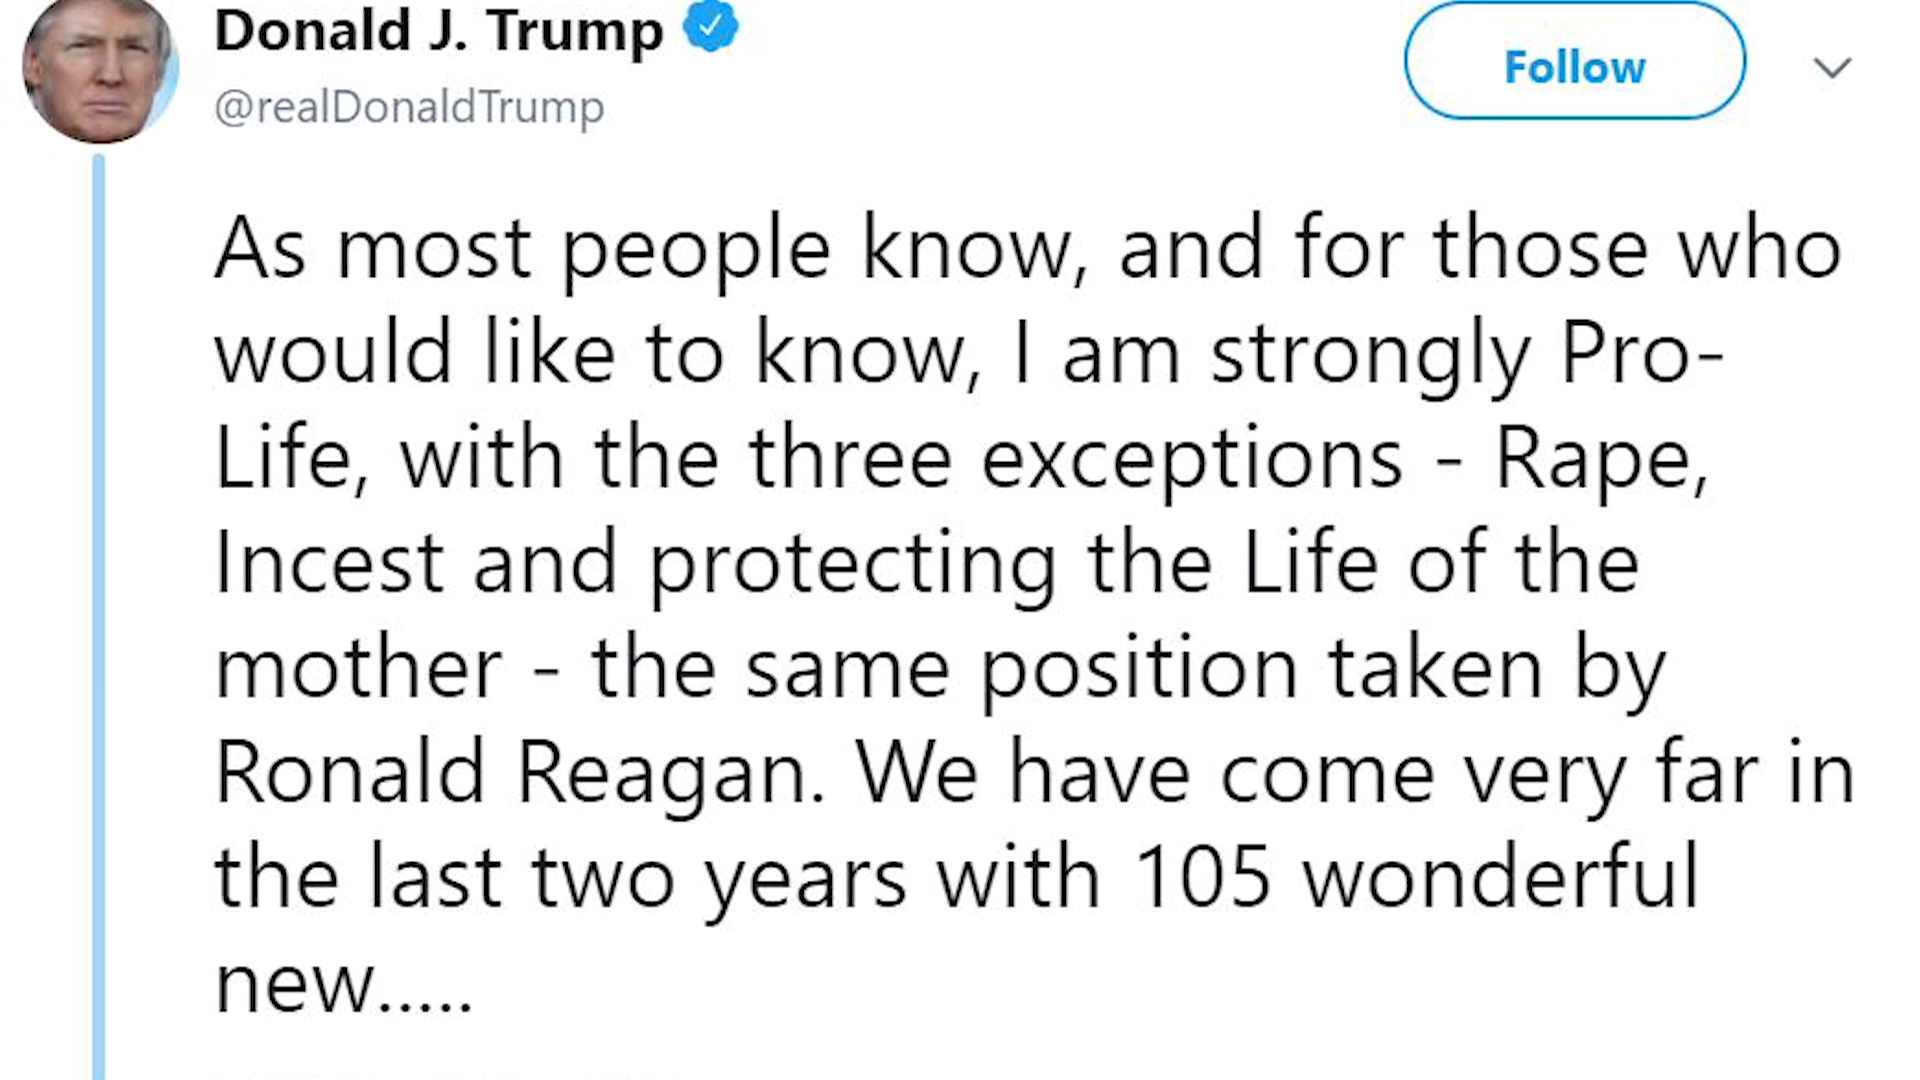 Donald J. Trump
@realDonaldTrump
Follow
As most people know, and for those who
would like to know, I am strongly Pro-
Life, with the three exceptions - Rape,
Incest and protecting the Life of the
mother - the same position taken by
Ronald Reagan. We have come very far in
the last two years with 105 wonderful
new.....